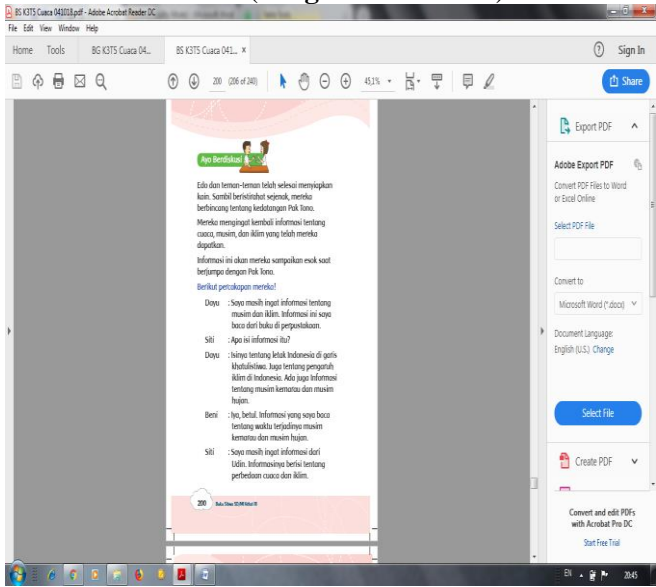 BS K3T5 Cuaca 041018.pdf - Adobe Acrobat Reader DC
File Edit View Window Help
Home Tools BG K3T5 Cuaca 04... BS K3T5 Cuaca 041... × Sign In
200 (206 of 240) 45,1% Share
Ayo Berdiskusi
Edo dan teman-teman telah selesai menyiapkan
kain. Sambil beristirahat sejenak, mereka
berbincang tentang kedatangan Pak Tono.
Mereka mengingat kembali informasi tentang
cuaca, musim, dan iklim yang telah mereka
dapatkan.
Informasi ini akan mereka sampaikan esok saat
berjumpa dengan Pak Tono.
Berikut percakapan mereka!
Dayu : Saya masih ingat informasi tentang
musim dan iklim. Informasi ini saya
baca dari buku di perpustakaan.
Siti : Apa isi informasi itu?
Dayu : Isinya tentang letak Indonesia di garis
khatulistiwa. Juga tentang pengaruh
iklim di Indonesia. Ada juga informasi
tentang musim kemarau dan musim
hujan.
Beni : Iya, betul. Informasi yang saya baca
tentang waktu terjadinya musim
kemarau dan musim hujan.
Siti : Saya masih ingat informasi dari
Udin. Informasinya berisi tentang
perbedaan cuaca dan iklim.
200 Buku Siswa SD/MI Kelas III
Export PDF
Adobe Export PDF
Convert PDF Files to Word
or Excel Online
Select PDF File
Convert to
Microsoft Word (*.docx)
Document Language:
English (U.S.) Change
Select File
Create PDF
Convert and edit PDFs
with Acrobat Pro DC
Start Free Trial
EN 20:45